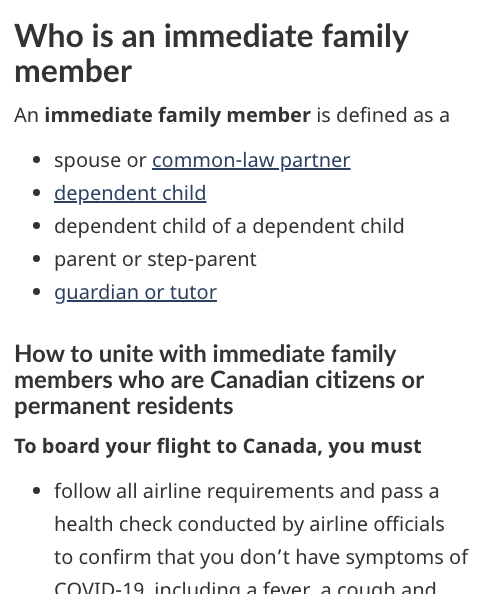 Who is an immediate family
member
An immediate family member is defined as a
spouse or common-law partner
dependent child
dependent child of a dependent child
parent or step-parent
guardian or tutor
How to unite with immediate family
members who are Canadian citizens or
permanent residents
To board your flight to Canada, you must
follow all airline requirements and pass a
health check conducted by airline officials
to confirm that you don’t have symptoms of
COVID-19, including a fever, a cough and